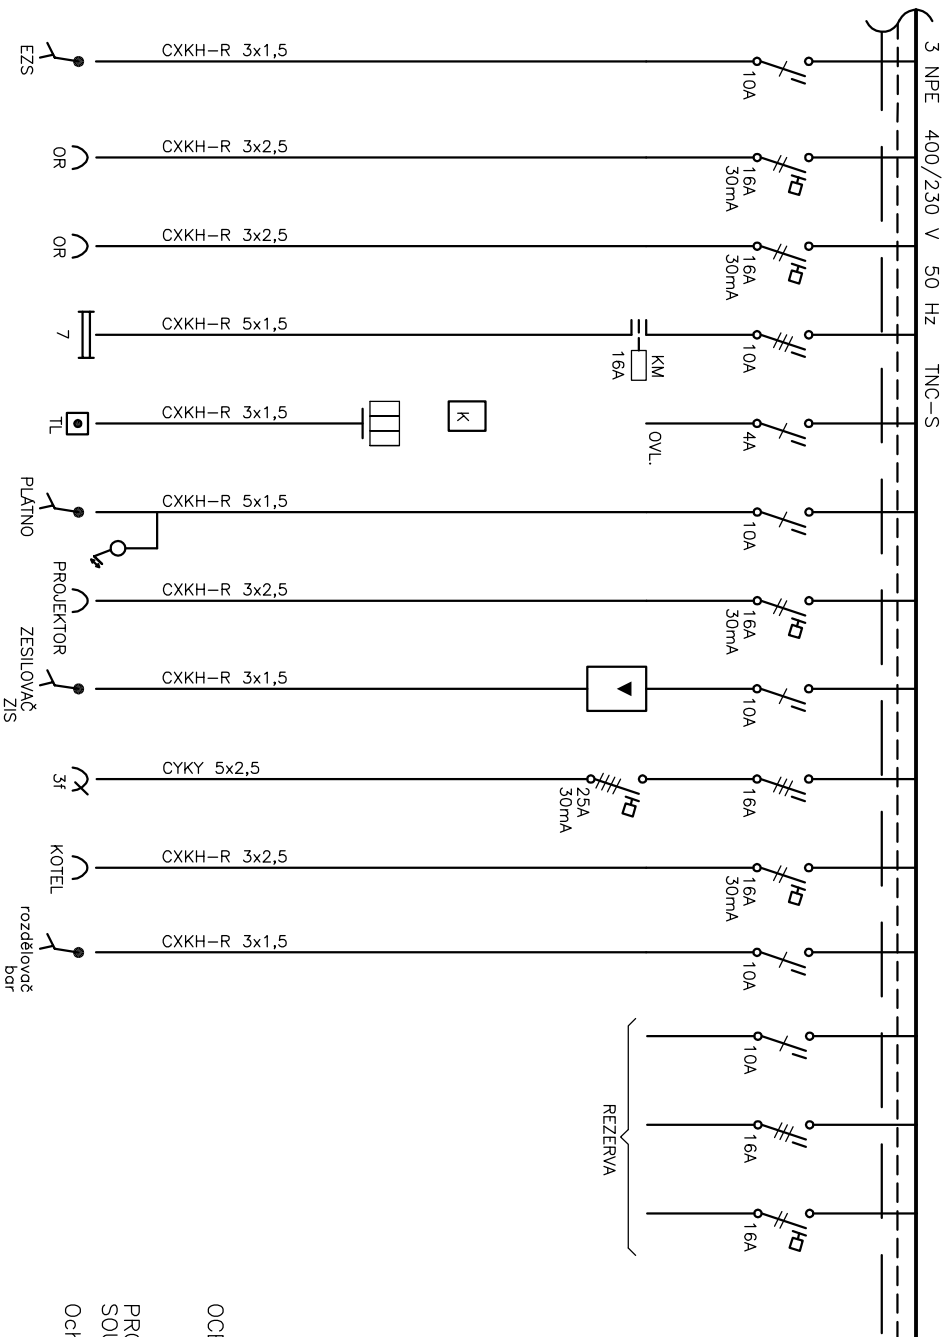 3 NPE 400/230 V 50 Hz TNC-S
CXKH-R 3x1,5
10A
EZS
CXKH-R 3x2,5
16A
30mA
OR
CXKH-R 3x2,5
16A
30mA
OR
CXKH-R 5x1,5
KM
16A
10A
7
CXKH-R 3x1,5
K
OVL.
4A
TL
CXKH-R 5x1,5
10A
PLÁTNO
CXKH-R 3x2,5
16A
30mA
PROJEKTOR
CXKH-R 3x1,5
10A
ZESILOVAČ
ZIS
CYKY 5x2,5
25A
30mA
16A
3f
CXKH-R 3x2,5
16A
30mA
KOTEL
CXKH-R 3x1,5
10A
rozdělovač
bar
10A
16A
16A
REZERVA